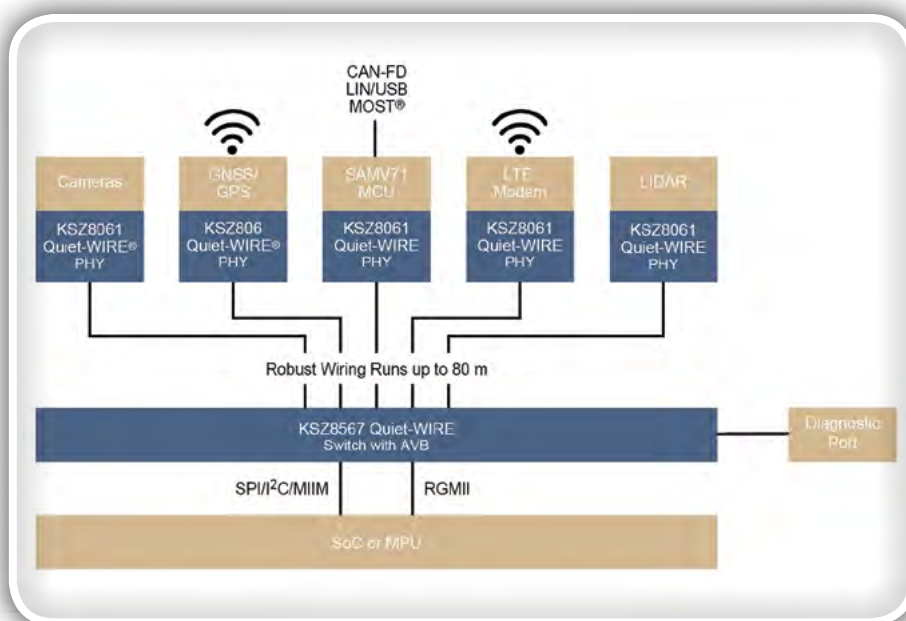 CAN-FD
LIN/USB
MOST®
Cameras
GNSS/
GPS
SAMV71
MCU
LTE
Modem
LIDAR
KSZ8061
Quiet-WIRE®
PHY
KSZ806
Quiet-WIRE®
PHY
KSZ8061
Quiet-WIRE
PHY
KSZ8061
Quiet-WIRE
PHY
KSZ8061
Quiet-WIRE
PHY
Robust Wiring Runs up to 80 m
KSZ8567 Quiet-WIRE
Switch with AVB
Diagnostic
Port
SPI/I²C/MIIM
RGMII
SoC or MPU